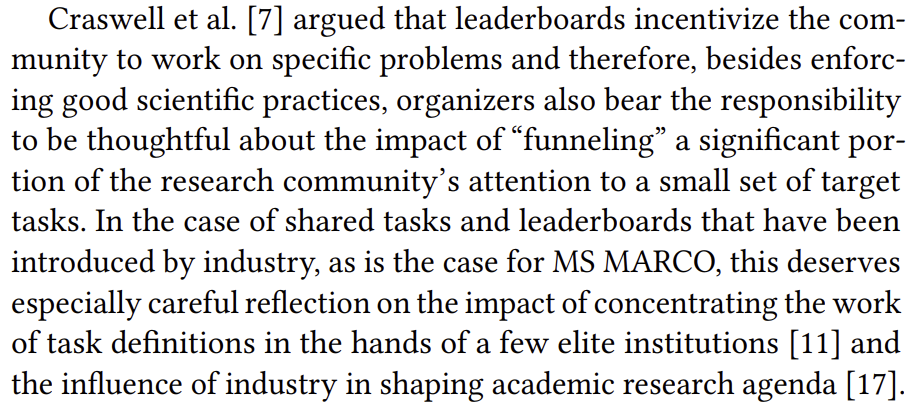 Craswell et al. [7] argued that leaderboards incentivize the com-
munity to work on specific problems and therefore, besides enforc-
ing good scientific practices, organizers also bear the responsibility
to be thoughtful about the impact of “funneling” a significant por-
tion of the research community’s attention to a small set of target
tasks. In the case of shared tasks and leaderboards that have been
introduced by industry, as is the case for MS MARCO, this deserves
especially careful reflection on the impact of concentrating the work
of task definitions in the hands of a few elite institutions [11] and
the influence of industry in shaping academic research agenda [17].